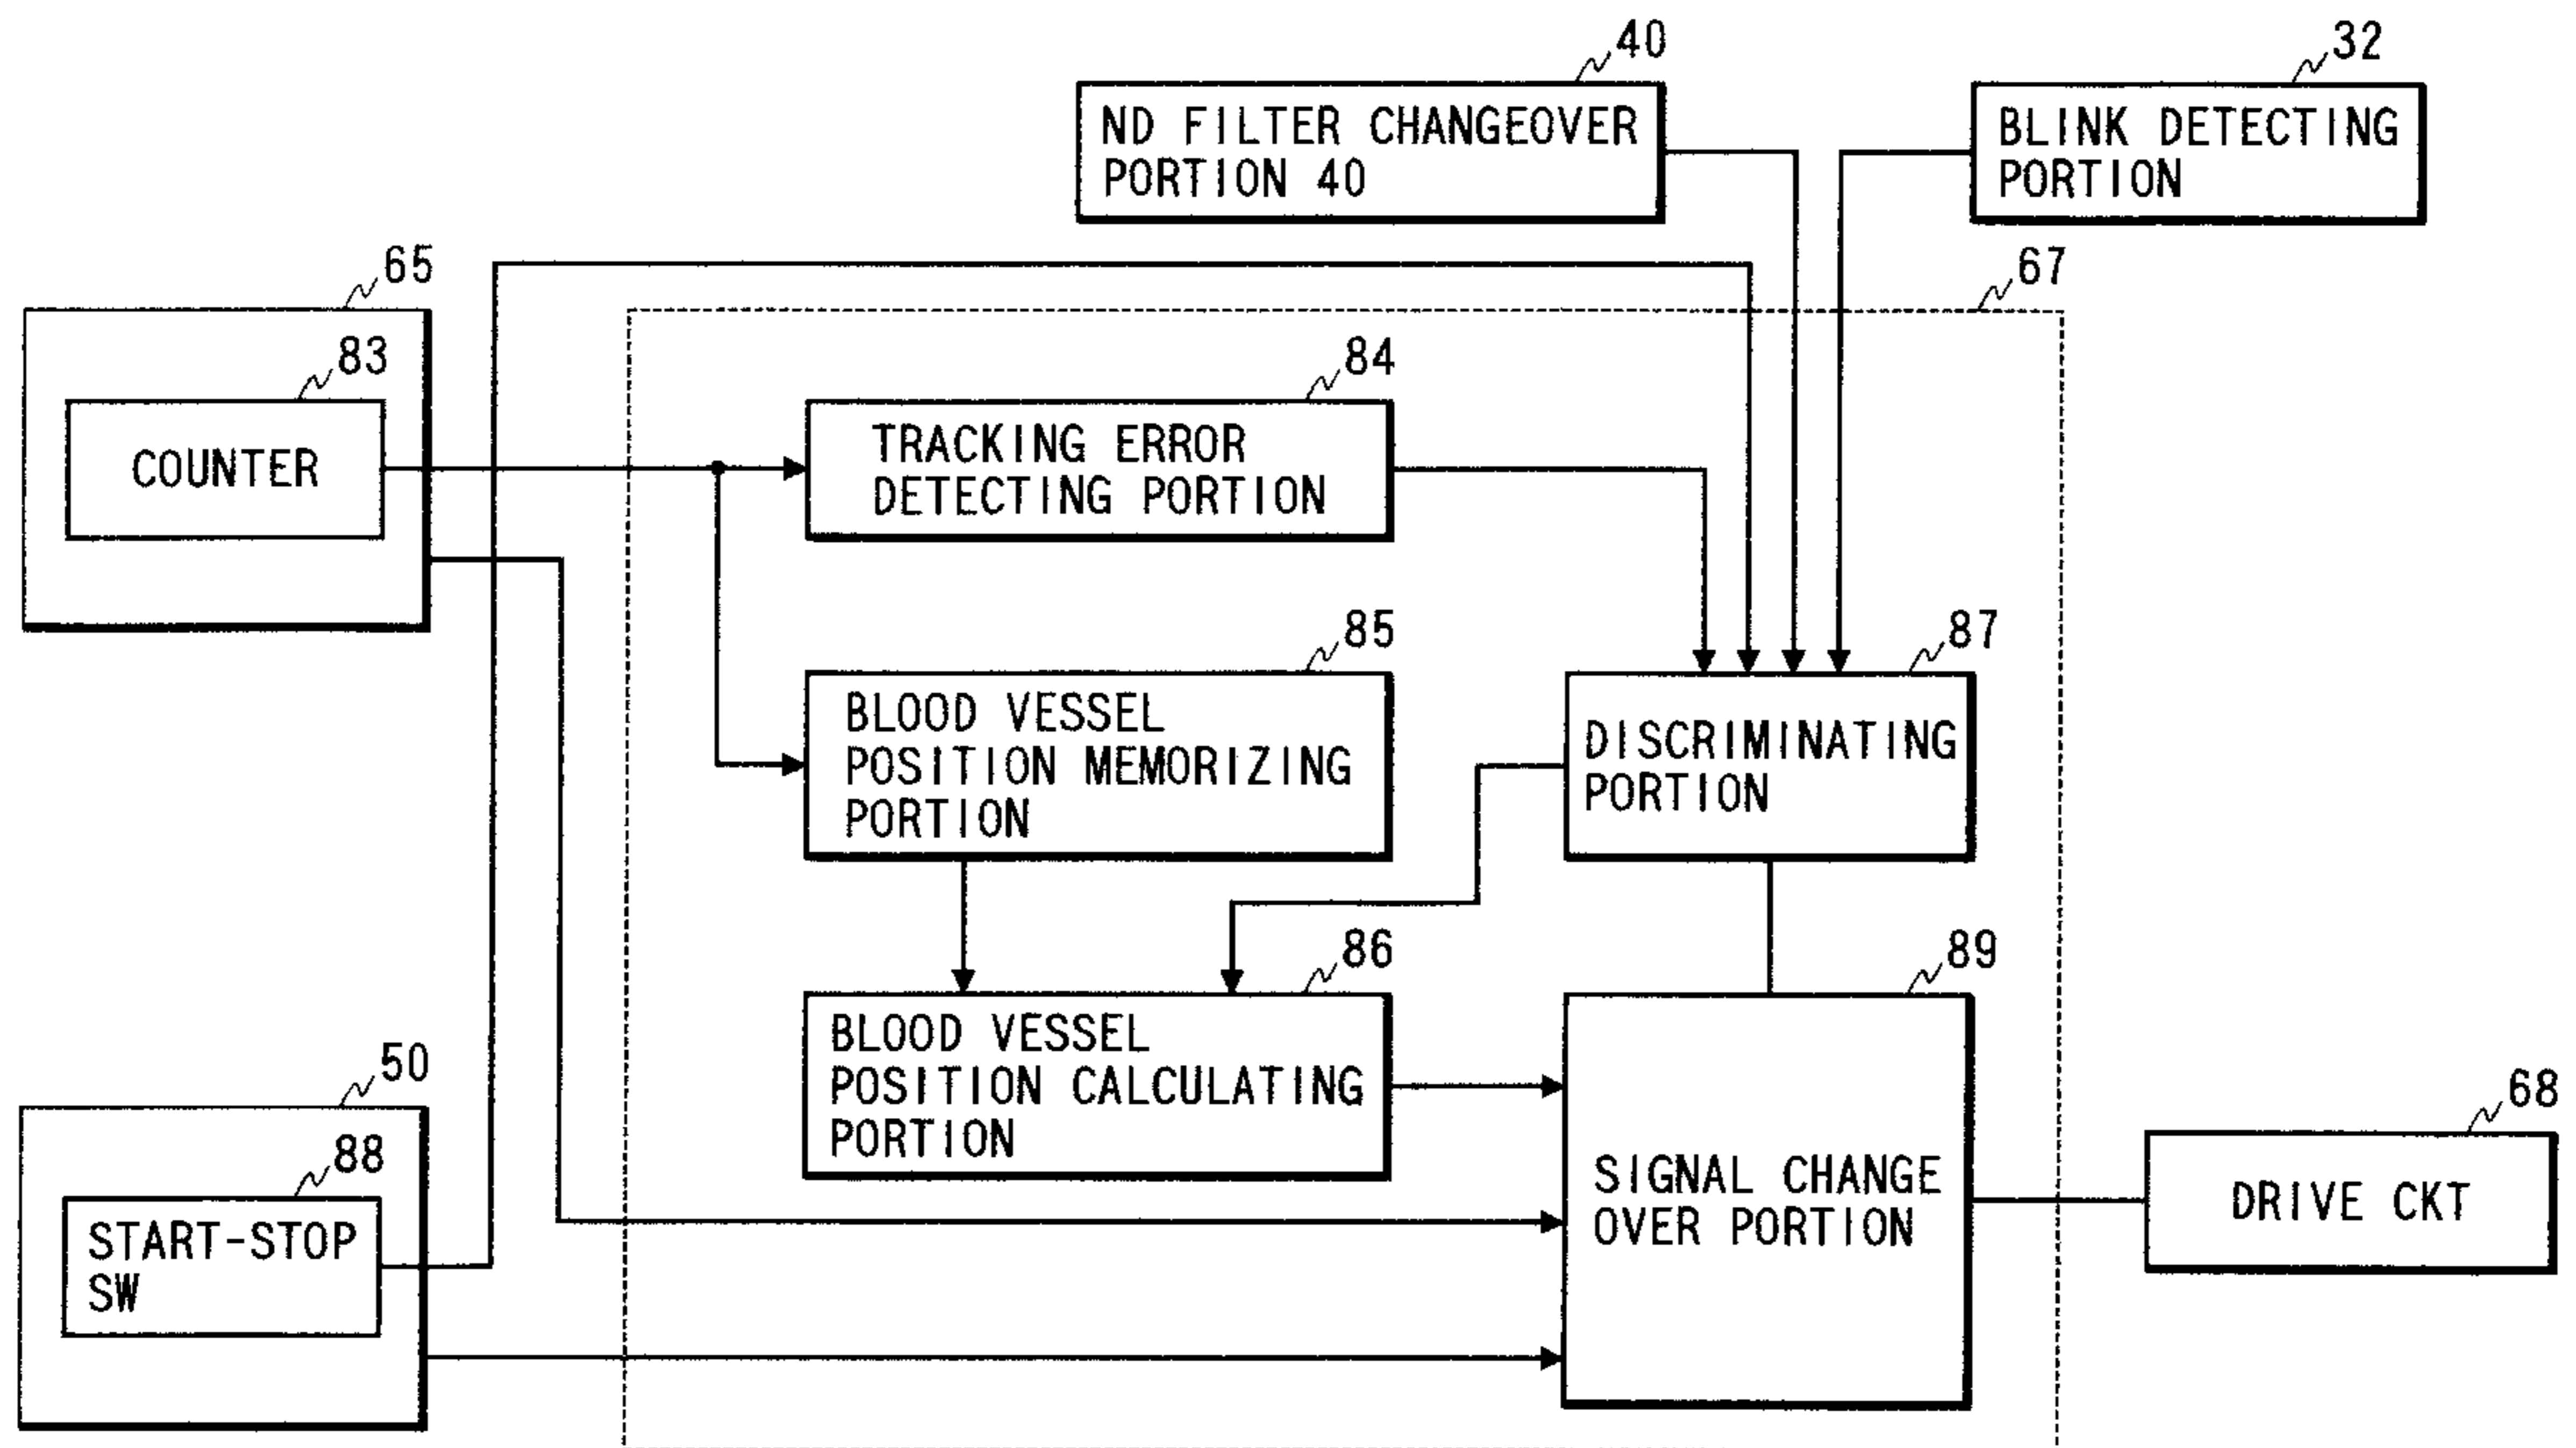 40
32
ND FILTER CHANGEOVER
PORTION 40
BLINK DETECTING
PORTION
65
67
83
84
COUNTER
TRACKING ERROR
DETECTING PORTION
85
87
BLOOD VESSEL
POSITION MEMORIZING
PORTION
DISCRIMINATING
PORTION
86
89
BLOOD VESSEL
POSITION CALCULATING
PORTION
50
68
88
START-STOP
SW
SIGNAL CHANGE
OVER PORTION
DRIVE CKT